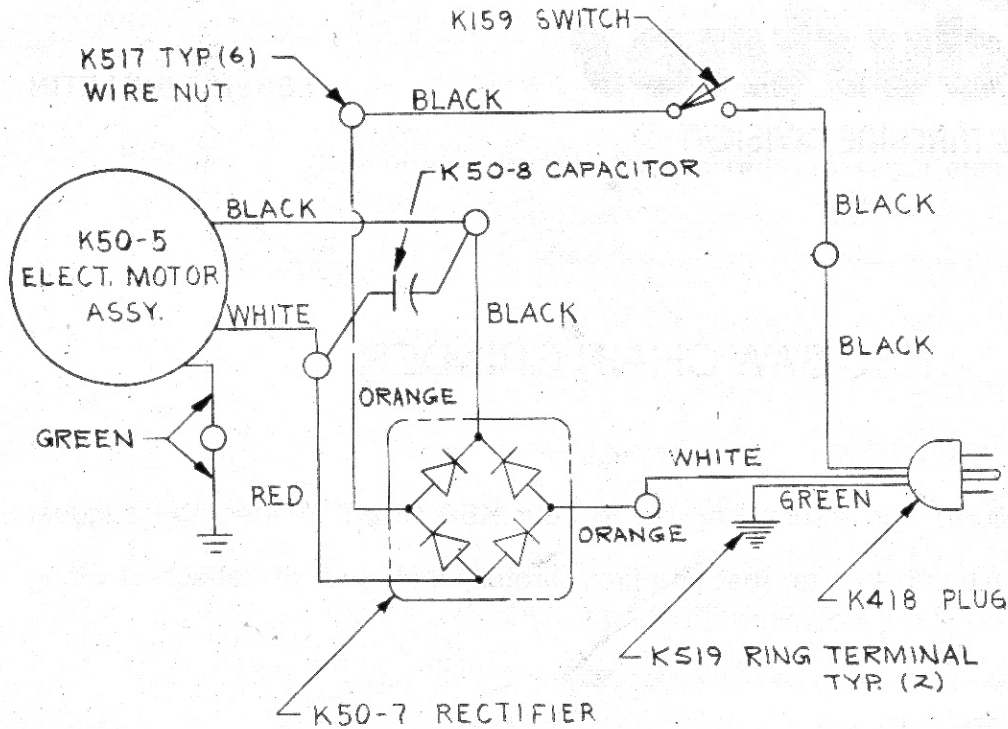 K159 SWITCH
K517 TYP.(6)
WIRE NUT
BLACK
K50-8 CAPACITOR
BLACK
BLACK
K50-5
ELECT. MOTOR
ASSY.
WHITE
BLACK
BLACK
ORANGE
GREEN
WHITE
RED
GREEN
ORANGE
K418 PLUG
K519 RING TERMINAL
TYP. (2)
K50-7 RECTIFIER